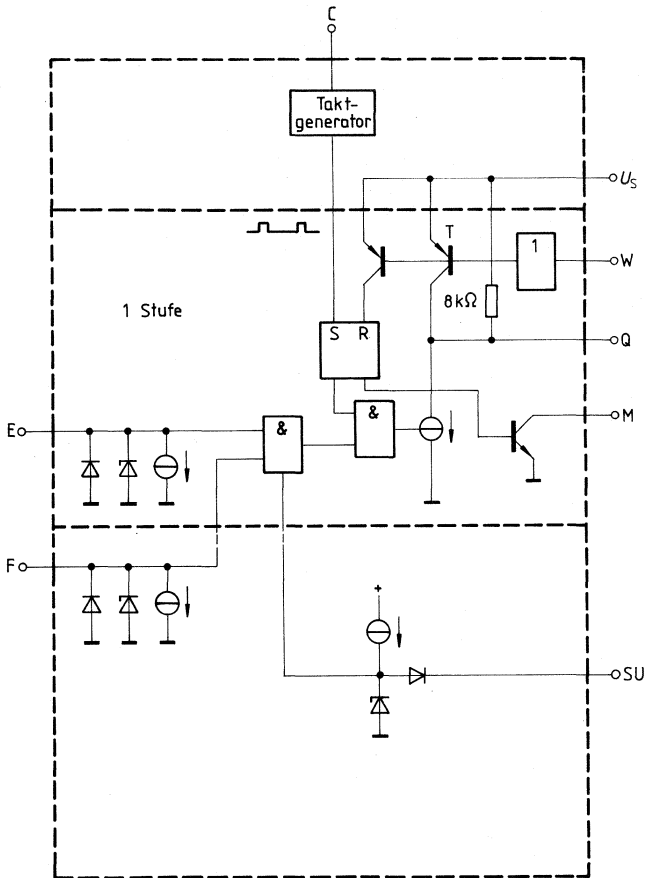 C
Takt-
generator
U_S
T
1
W
8kΩ
1 Stufe
S R
Q
&
&
M
E
F
+
SU